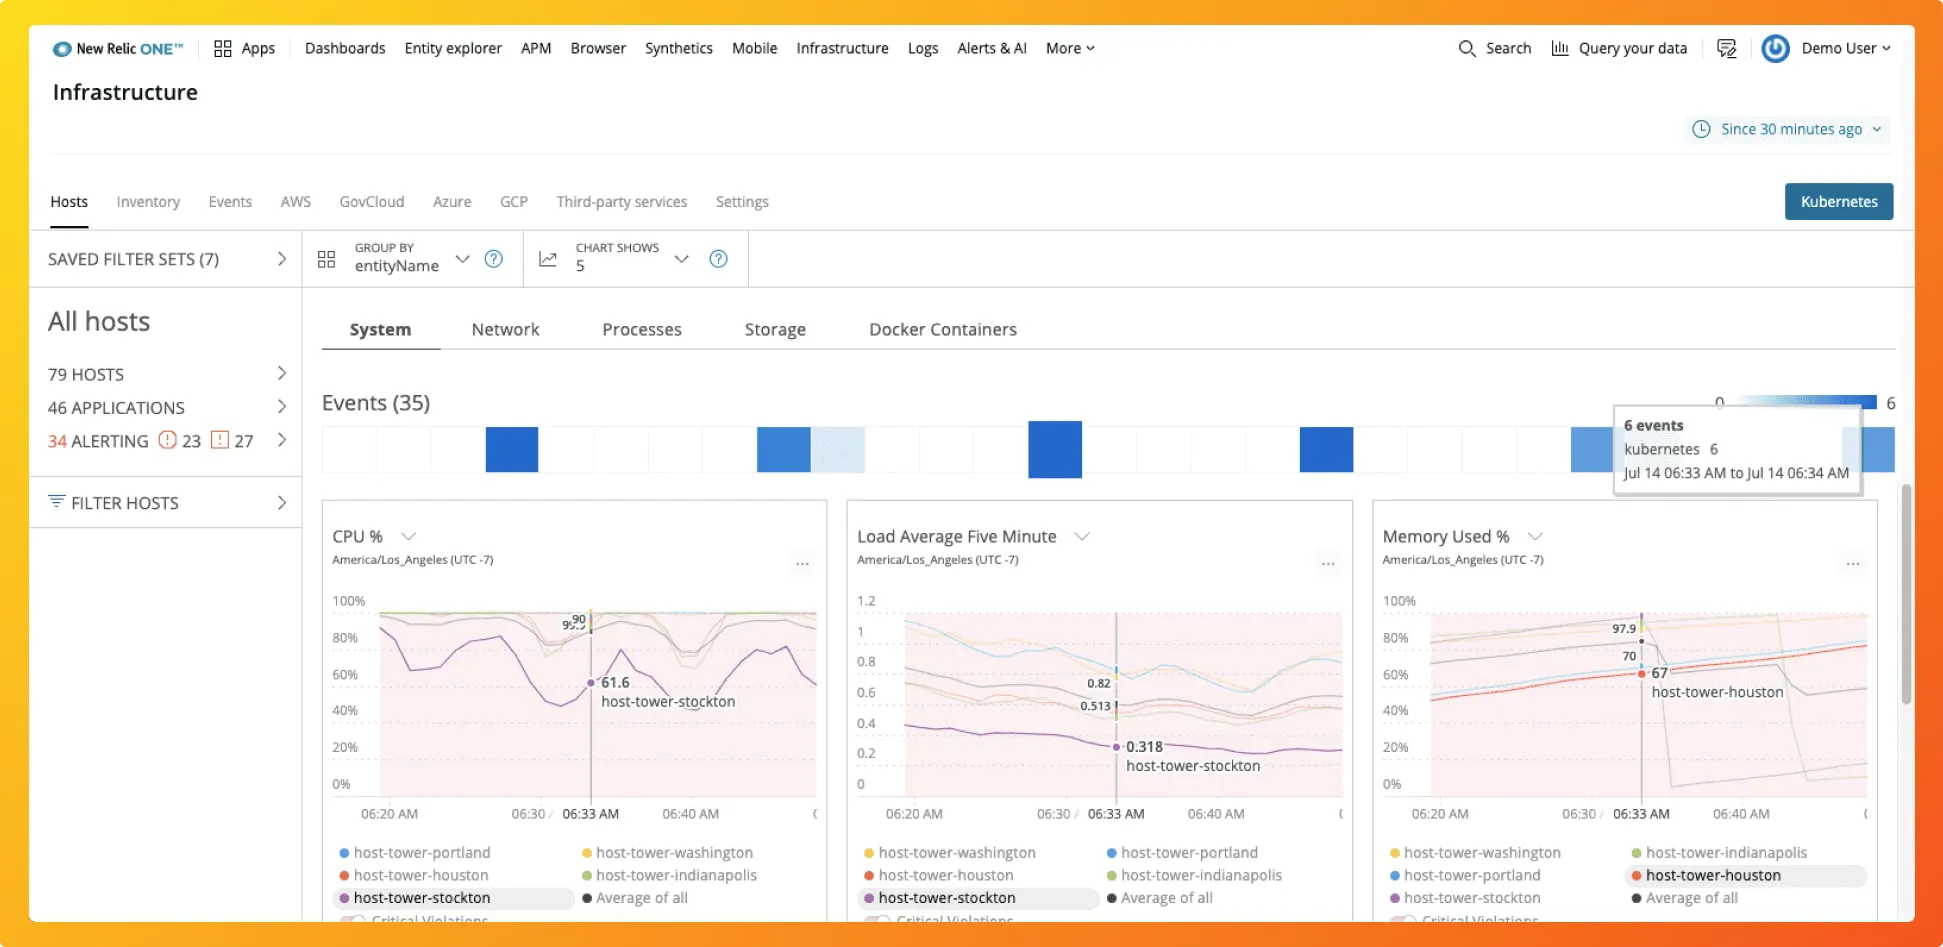 New Relic ONE™ Apps Dashboards Entity explorer APM Browser Synthetics Mobile Infrastructure Logs Alerts & AI More Search Query your data Demo User
Infrastructure
Since 30 minutes ago
Hosts Inventory Events AWS GovCloud Azure GCP Third-party services Settings Kubernetes
SAVED FILTER SETS (7)
GROUP BY
entityName
CHART SHOWS
5
All hosts
79 HOSTS
46 APPLICATIONS
34 ALERTING 23 27
FILTER HOSTS
System Network Processes Storage Docker Containers
Events (35)
0 6
6 events
kubernetes 6
Jul 14 06:33 AM to Jul 14 06:34 AM
CPU %
America/Los_Angeles (UTC -7)
...
100%
80%
60%
40%
20%
0%
90
61.6
host-tower-stockton
06:20 AM 06:30 06:33 AM 06:40 AM
host-tower-portland host-tower-washington
host-tower-houston host-tower-indianapolis
host-tower-stockton Average of all
Critical Violations
Load Average Five Minute
America/Los_Angeles (UTC -7)
...
1.2
1
0.8
0.6
0.4
0.2
0
0.82
0.513
0.318
host-tower-stockton
06:20 AM 06:30 06:33 AM 06:40 AM
host-tower-washington host-tower-portland
host-tower-houston host-tower-indianapolis
host-tower-stockton Average of all
Critical Violations
Memory Used %
America/Los_Angeles (UTC -7)
...
100%
80%
60%
40%
20%
0%
97.9
70
67
host-tower-houston
06:20 AM 06:30 06:33 AM 06:40 AM
host-tower-washington host-tower-indianapolis
host-tower-portland host-tower-houston
host-tower-stockton Average of all
Critical Violations